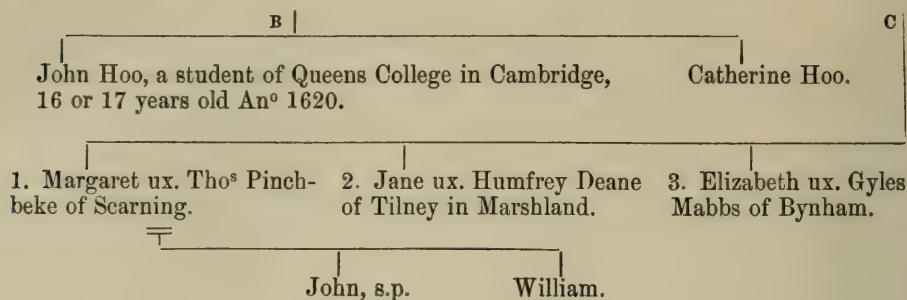 B C
John Hoo, a student of Queens College in Cambridge,
16 or 17 years old Anº 1620.
Catherine Hoo.
1. Margaret ux. Thoˢ Pinch-
beke of Scarning.
2. Jane ux. Humfrey Deane
of Tilney in Marshland.
3. Elizabeth ux. Gyles
Mabbs of Bynham.
John, s.p. William.